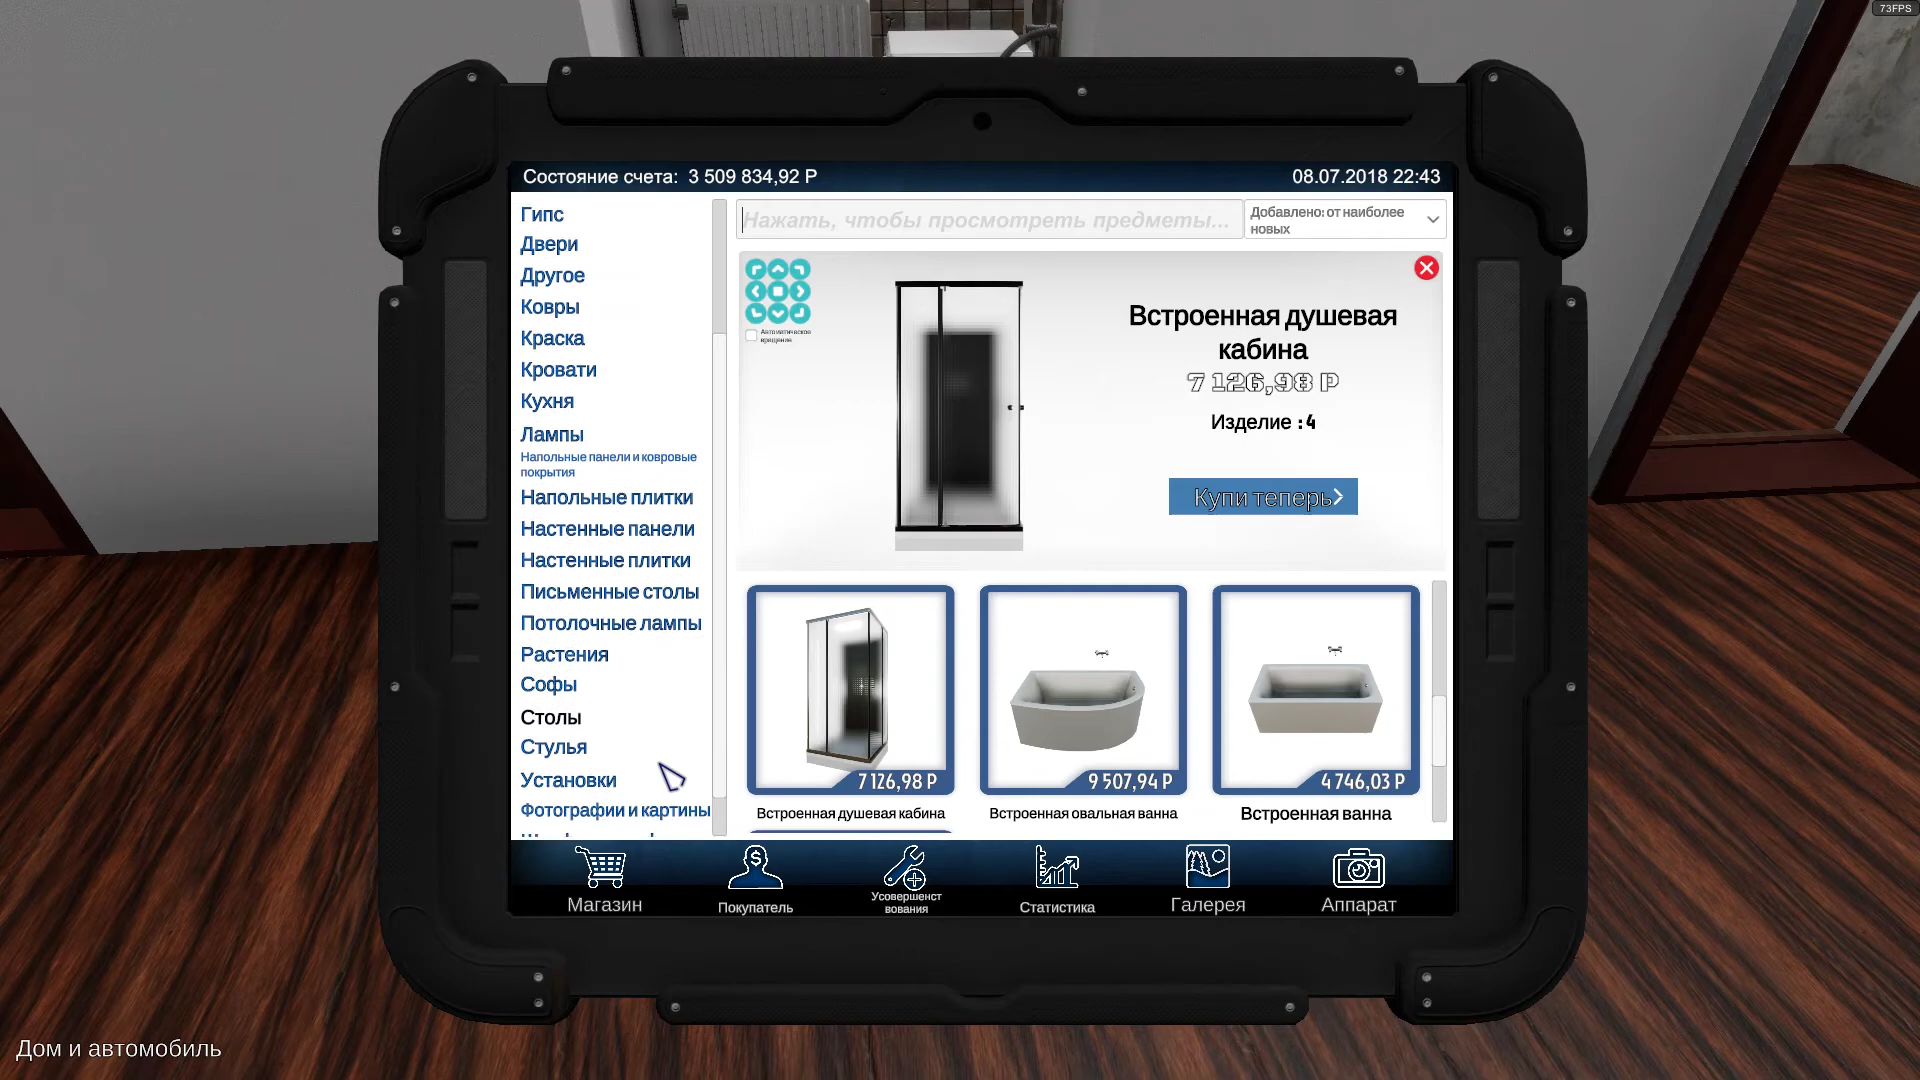 73FPS
Состояние счета: 3 509 834,92 Р
08.07.2018 22:43
Гипс
Двери
Другое
Ковры
Краска
Кровати
Кухня
Лампы
Напольные панели и ковровые
покрытия
Напольные плитки
Настенные панели
Настенные плитки
Письменные столы
Потолочные лампы
Растения
Софы
Столы
Стулья
Установки
Фотографии и картины
Нажать, чтобы просмотреть предметы...
Добавлено: от наиболее
новых
Автоматическое
вращение
Встроенная душевая
кабина
7 126,98 Р
Изделие : 4
Купи теперь
7 126,98 Р
Встроенная душевая кабина
9 507,94 Р
Встроенная овальная ванна
4 746,03 Р
Встроенная ванна
Магазин
Покупатель
Усовершенст
вования
Статистика
Галерея
Аппарат
Дом и автомобиль